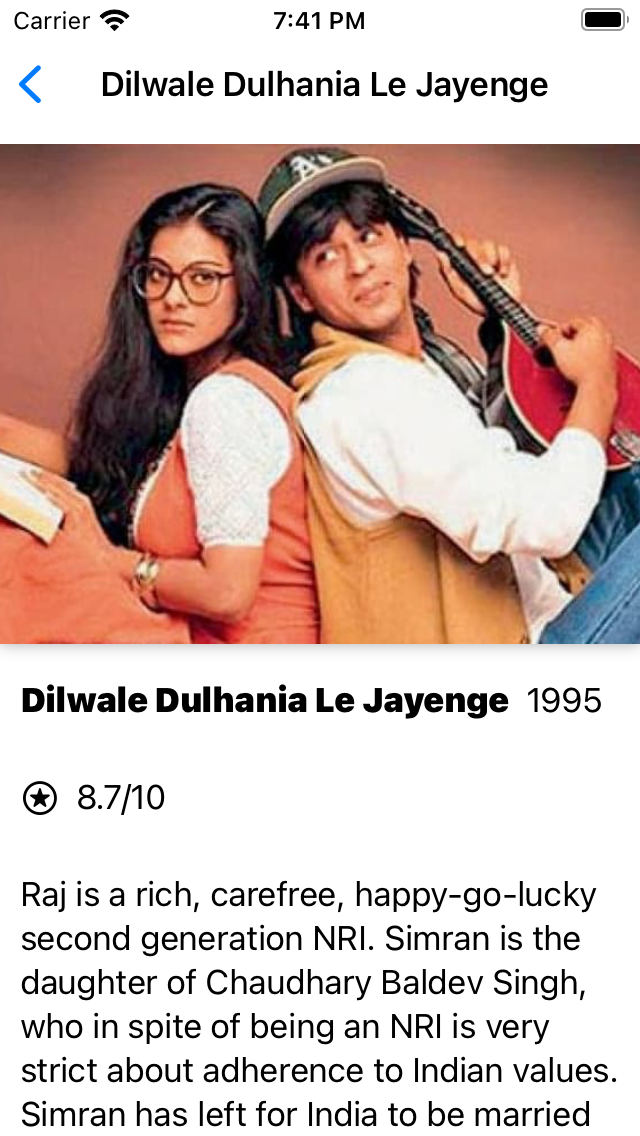 Carrier 7:41 PM
Dilwale Dulhania Le Jayenge
A's
Dilwale Dulhania Le Jayenge 1995
8.7/10
Raj is a rich, carefree, happy-go-lucky
second generation NRI. Simran is the
daughter of Chaudhary Baldev Singh,
who in spite of being an NRI is very
strict about adherence to Indian values.
Simran has left for India to be married